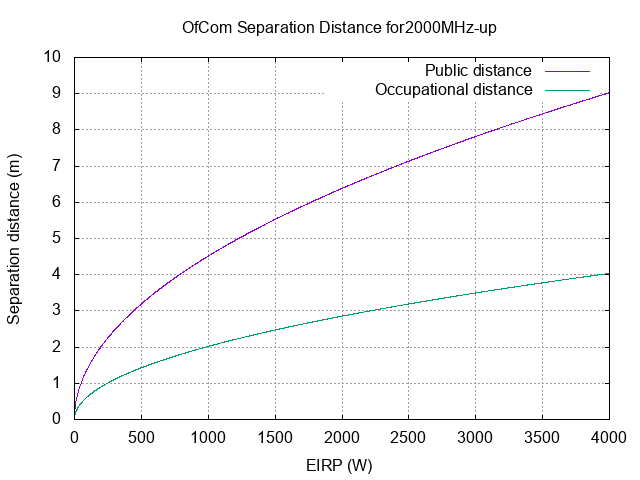 OfCom Separation Distance for2000MHz-up
Public distance
Occupational distance
10
9
8
7
6
5
4
3
2
1
0
Separation distance (m)
0 500 1000 1500 2000 2500 3000 3500 4000
EIRP (W)